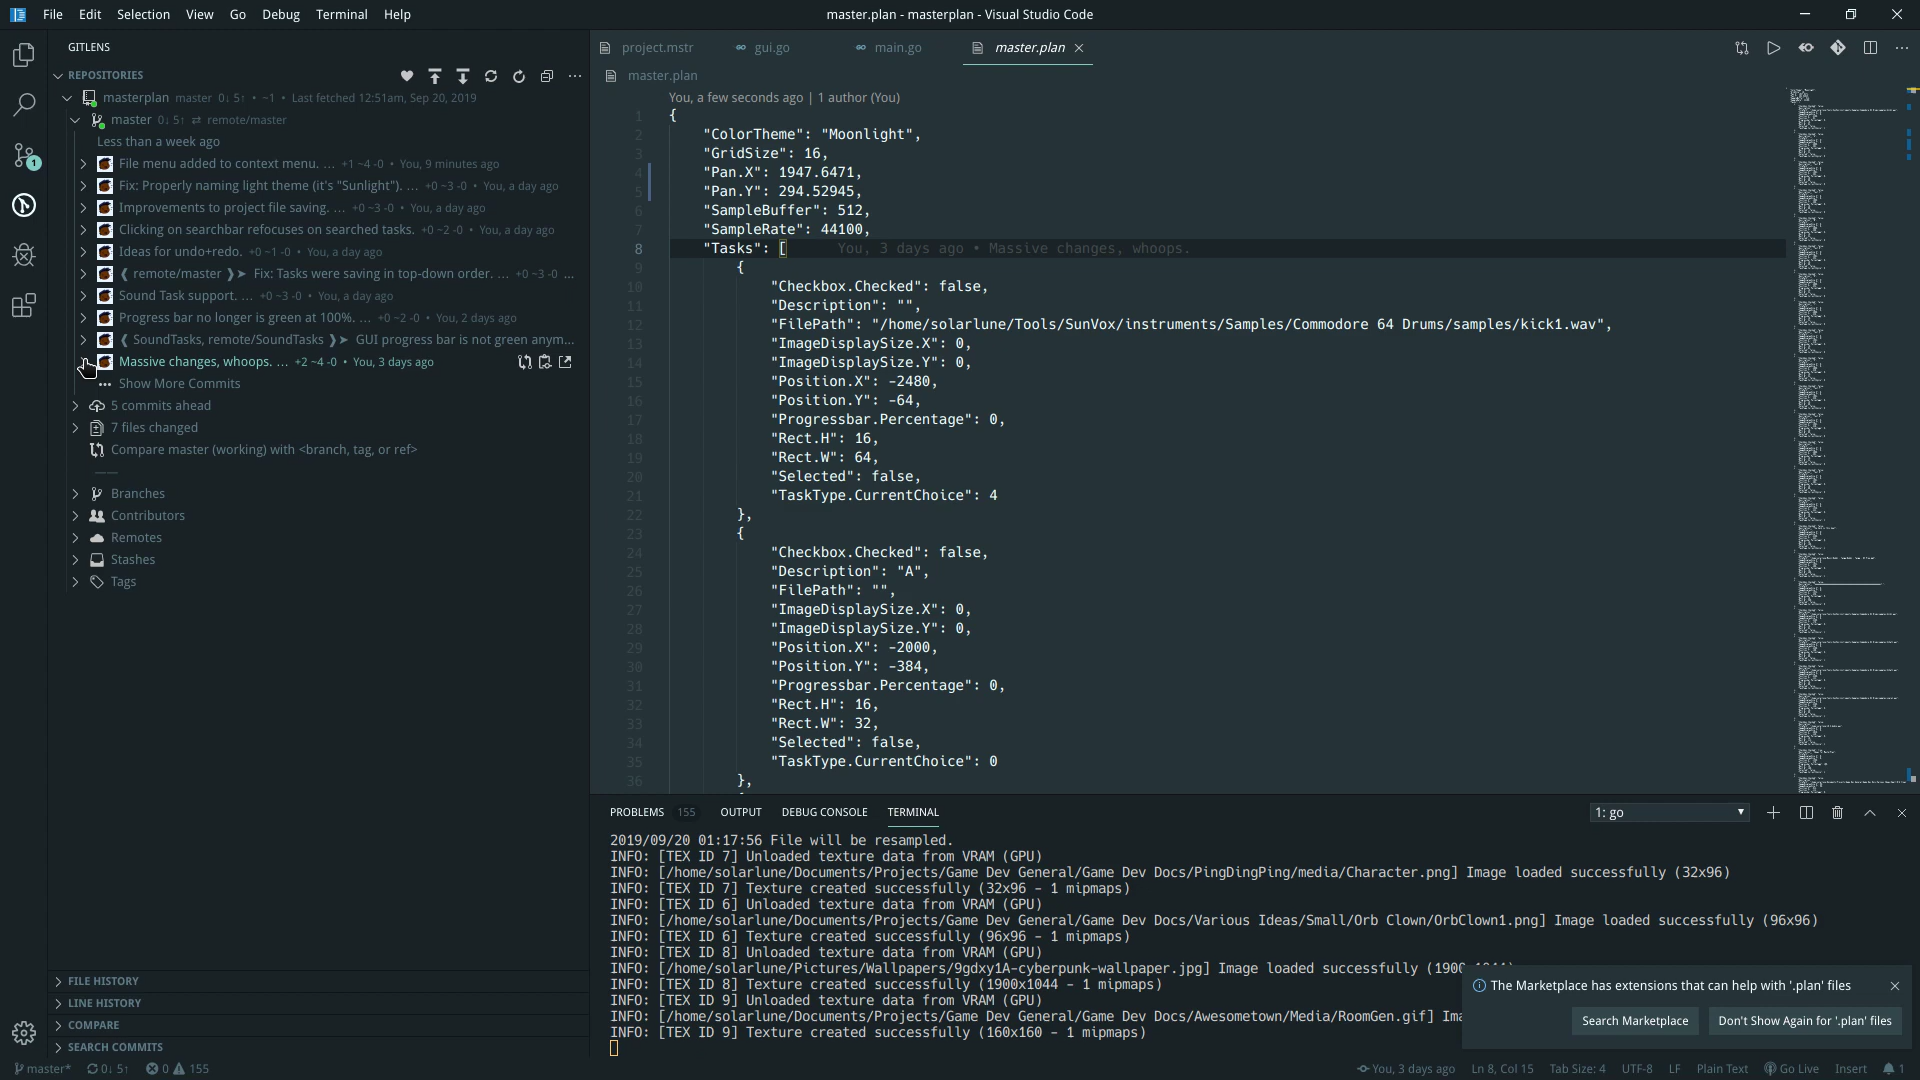 File Edit Selection View Go Debug Terminal Help
master.plan - masterplan - Visual Studio Code
GITLENS
REPOSITORIES
masterplan master 0↓ 5↑ • ~1 • Last fetched 12:51am, Sep 20, 2019
master 0↓ 5↑ ⇄ remote/master
Less than a week ago
File menu added to context menu. ... +1 ~4 -0 • You, 9 minutes ago
Fix: Properly naming light theme (it's "Sunlight"). ... +0 ~3 -0 • You, a day ago
Improvements to project file saving. ... +0 ~3 -0 • You, a day ago
Clicking on searchbar refocuses on searched tasks. +0 ~2 -0 • You, a day ago
Ideas for undo+redo. +0 ~1 -0 • You, a day ago
❰ remote/master ❱➤ Fix: Tasks were saving in top-down order. ... +0 ~3 -0 ...
Sound Task support. ... +0 ~3 -0 • You, a day ago
Progress bar no longer is green at 100%. ... +0 ~2 -0 • You, 2 days ago
❰ SoundTasks, remote/SoundTasks ❱➤ GUI progress bar is not green anym...
Massive changes, whoops. ... +2 ~4 -0 • You, 3 days ago
Show More Commits
5 commits ahead
7 files changed
Compare master (working) with <branch, tag, or ref>
Branches
Contributors
Remotes
Stashes
Tags
FILE HISTORY
LINE HISTORY
COMPARE
SEARCH COMMITS
1
project.mstr gui.go main.go master.plan
master.plan
You, a few seconds ago | 1 author (You)
1 {
2 "ColorTheme": "Moonlight",
3 "GridSize": 16,
4 "Pan.X": 1947.6471,
5 "Pan.Y": 294.52945,
6 "SampleBuffer": 512,
7 "SampleRate": 44100,
8 "Tasks": [ You, 3 days ago • Massive changes, whoops.
9 {
10 "Checkbox.Checked": false,
11 "Description": "",
12 "FilePath": "/home/solarlune/Tools/SunVox/instruments/Samples/Commodore 64 Drums/samples/kick1.wav",
13 "ImageDisplaySize.X": 0,
14 "ImageDisplaySize.Y": 0,
15 "Position.X": -2480,
16 "Position.Y": -64,
17 "Progressbar.Percentage": 0,
18 "Rect.H": 16,
19 "Rect.W": 64,
20 "Selected": false,
21 "TaskType.CurrentChoice": 4
22 },
23 {
24 "Checkbox.Checked": false,
25 "Description": "A",
26 "FilePath": "",
27 "ImageDisplaySize.X": 0,
28 "ImageDisplaySize.Y": 0,
29 "Position.X": -2000,
30 "Position.Y": -384,
31 "Progressbar.Percentage": 0,
32 "Rect.H": 16,
33 "Rect.W": 32,
34 "Selected": false,
35 "TaskType.CurrentChoice": 0
36 },
PROBLEMS 155 OUTPUT DEBUG CONSOLE TERMINAL 1: go
2019/09/20 01:17:56 File will be resampled.
INFO: [TEX ID 7] Unloaded texture data from VRAM (GPU)
INFO: [/home/solarlune/Documents/Projects/Game Dev General/Game Dev Docs/PingDingPing/media/Character.png] Image loaded successfully (32x96)
INFO: [TEX ID 7] Texture created successfully (32x96 - 1 mipmaps)
INFO: [TEX ID 6] Unloaded texture data from VRAM (GPU)
INFO: [/home/solarlune/Documents/Projects/Game Dev General/Game Dev Docs/Various Ideas/Small/Orb Clown/OrbClown1.png] Image loaded successfully (96x96)
INFO: [TEX ID 6] Texture created successfully (96x96 - 1 mipmaps)
INFO: [TEX ID 8] Unloaded texture data from VRAM (GPU)
INFO: [/home/solarlune/Pictures/Wallpapers/9gdxy1A-cyberpunk-wallpaper.jpg] Image loaded successfully (1900x1044)
INFO: [TEX ID 8] Texture created successfully (1900x1044 - 1 mipmaps)
INFO: [TEX ID 9] Unloaded texture data from VRAM (GPU)
INFO: [/home/solarlune/Documents/Projects/Game Dev General/Game Dev Docs/Awesometown/Media/RoomGen.gif] Ima
INFO: [TEX ID 9] Texture created successfully (160x160 - 1 mipmaps)
The Marketplace has extensions that can help with '.plan' files
Search Marketplace Don't Show Again for '.plan' files
master* 0↓ 5↑ 0 155 You, 3 days ago Ln 8, Col 15 Tab Size: 4 UTF-8 LF Plain Text Go Live Insert 1